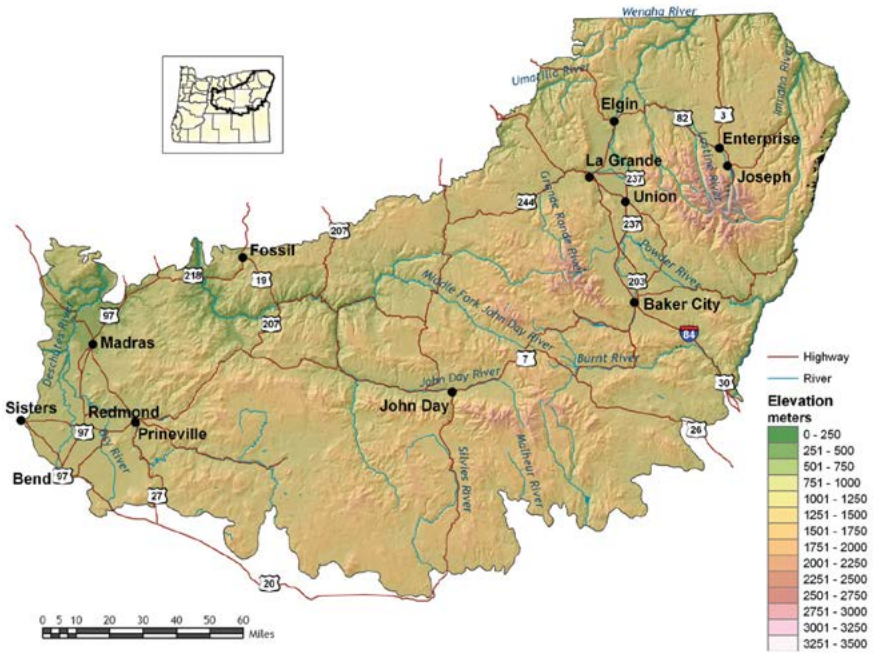 Wenaha River
Umatilla River
Imnaha River
Elgin
82
3
Lostine River
Enterprise
La Grande
Joseph
237
Union
Grande Ronde River
244
237
207
Fossil
Powder River
218
19
203
Middle Fork John Day River
Baker City
97
207
84
Deschutes River
Madras
7
Burnt River
Highway
River
John Day River
30
Elevation
meters
Sisters
Redmond
John Day
97
Prineville
26
0 - 250
251 - 500
501 - 750
751 - 1000
1001 - 1250
1251 - 1500
1501 - 1750
1751 - 2000
2001 - 2250
2251 - 2500
2501 - 2750
2751 - 3000
3001 - 3250
3251 - 3500
River
Silvies River
Malheur River
Bend
97
27
20
0 5 10 20 30 40 50 60
Miles